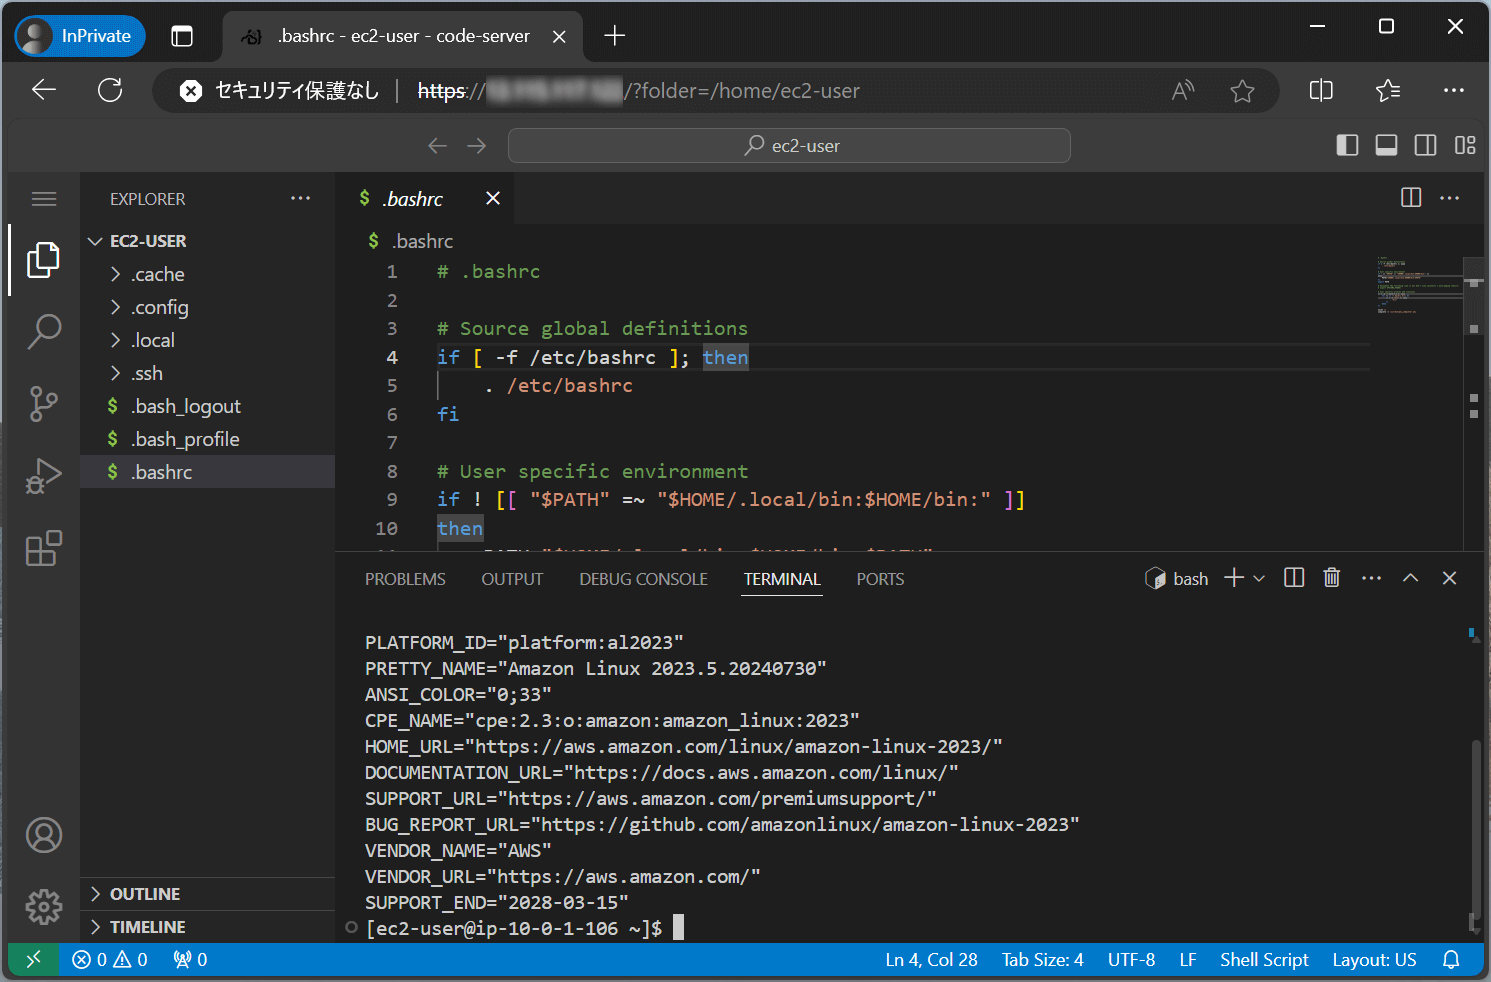 InPrivate
.bashrc - ec2-user - code-server
セキュリティ保護なし
https://
/?folder=/home/ec2-user
ec2-user
EXPLORER
EC2-USER
.cache
.config
.local
.ssh
$ .bash_logout
$ .bash_profile
$ .bashrc
OUTLINE
TIMELINE
$ .bashrc
$ .bashrc
1 # .bashrc
2
3 # Source global definitions
4 if [ -f /etc/bashrc ]; then
5 . /etc/bashrc
6 fi
7
8 # User specific environment
9 if ! [[ "$PATH" =~ "$HOME/.local/bin:$HOME/bin:" ]]
10 then
PROBLEMS
OUTPUT
DEBUG CONSOLE
TERMINAL
PORTS
bash
PLATFORM_ID="platform:al2023"
PRETTY_NAME="Amazon Linux 2023.5.20240730"
ANSI_COLOR="0;33"
CPE_NAME="cpe:2.3:o:amazon:amazon_linux:2023"
HOME_URL="https://aws.amazon.com/linux/amazon-linux-2023/"
DOCUMENTATION_URL="https://docs.aws.amazon.com/linux/"
SUPPORT_URL="https://aws.amazon.com/premiumsupport/"
BUG_REPORT_URL="https://github.com/amazonlinux/amazon-linux-2023"
VENDOR_NAME="AWS"
VENDOR_URL="https://aws.amazon.com/"
SUPPORT_END="2028-03-15"
[ec2-user@ip-10-0-1-106 ~]$
0 0 0
Ln 4, Col 28
Tab Size: 4
UTF-8
LF
Shell Script
Layout: US